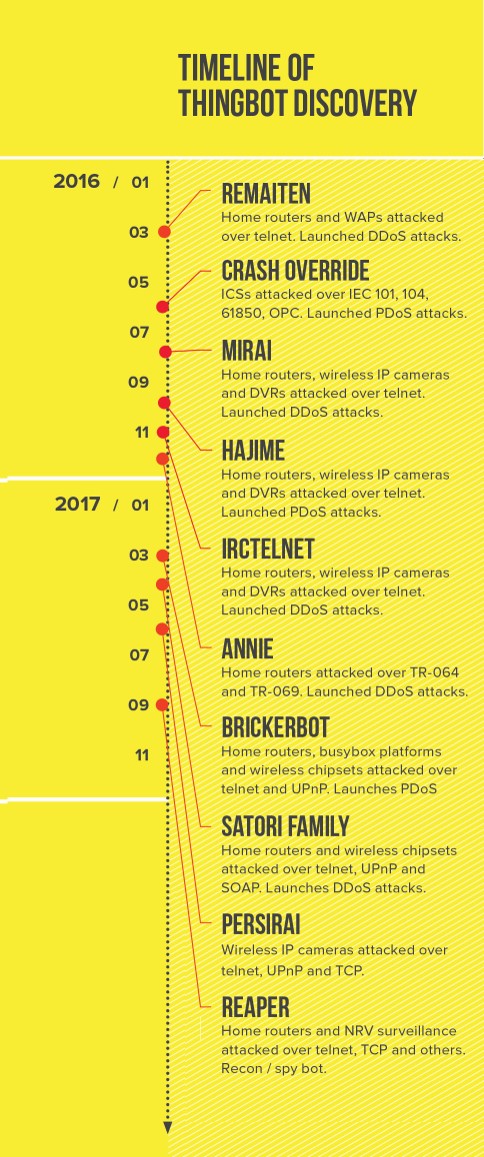 TIMELINE OF
THINGBOT DISCOVERY
2016 / 01
03
05
07
09
11
2017 / 01
03
05
07
09
11
REMAITEN
Home routers and WAPs attacked
over telnet. Launched DDoS attacks.
CRASH OVERRIDE
ICSs attacked over IEC 101, 104,
61850, OPC. Launched PDoS attacks.
MIRAI
Home routers, wireless IP cameras
and DVRs attacked over telnet.
Launched DDoS attacks.
HAJIME
Home routers, wireless IP cameras
and DVRs attacked over telnet.
Launched PDoS attacks.
IRCTELNET
Home routers, wireless IP cameras
and DVRs attacked over telnet.
Launched DDoS attacks.
ANNIE
Home routers attacked over TR-064
and TR-069. Launched DDoS attacks.
BRICKERBOT
Home routers, busybox platforms
and wireless chipsets attacked over
telnet and UPnP. Launches PDoS
SATORI FAMILY
Home routers and wireless chipsets
attacked over telnet, UPnP and
SOAP. Launches DDoS attacks.
PERSIRAI
Wireless IP cameras attacked over
telnet, UPnP and TCP.
REAPER
Home routers and NRV surveillance
attacked over telnet, TCP and others.
Recon / spy bot.